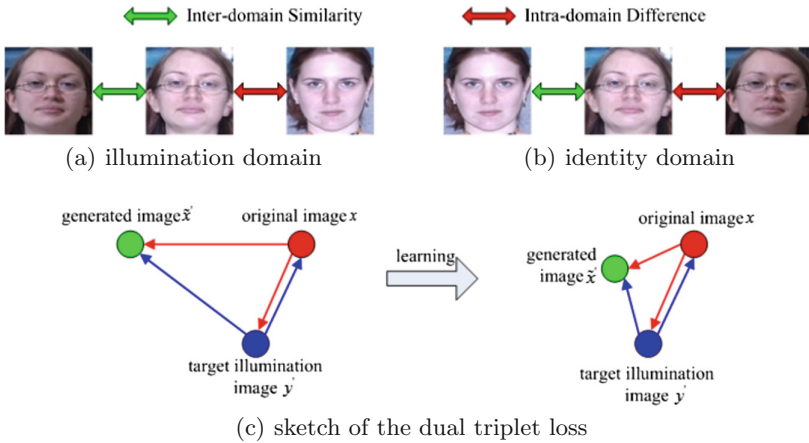 Inter-domain Similarity
Intra-domain Difference
(a) illumination domain
(b) identity domain
generated image x̃'
original image x
learning
generated
image x̃'
original image x
target illumination
image y'
target illumination
image y'
(c) sketch of the dual triplet loss